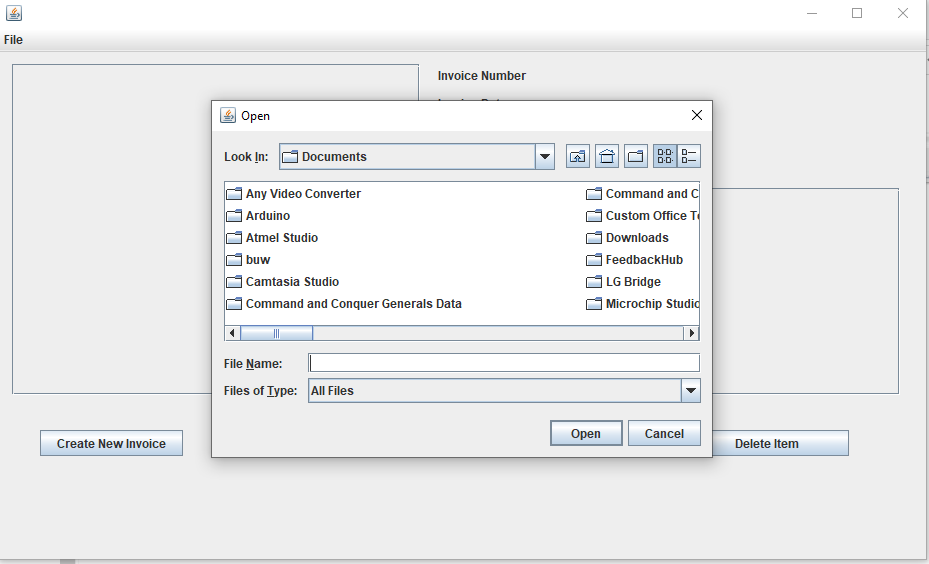 File
Invoice Number
Open
Look In: Documents
Any Video Converter
Arduino
Atmel Studio
buw
Camtasia Studio
Command and Conquer Generals Data
Command and C
Custom Office T
Downloads
FeedbackHub
LG Bridge
Microchip Studio
File Name:
Files of Type: All Files
Open Cancel
Create New Invoice
Delete Item